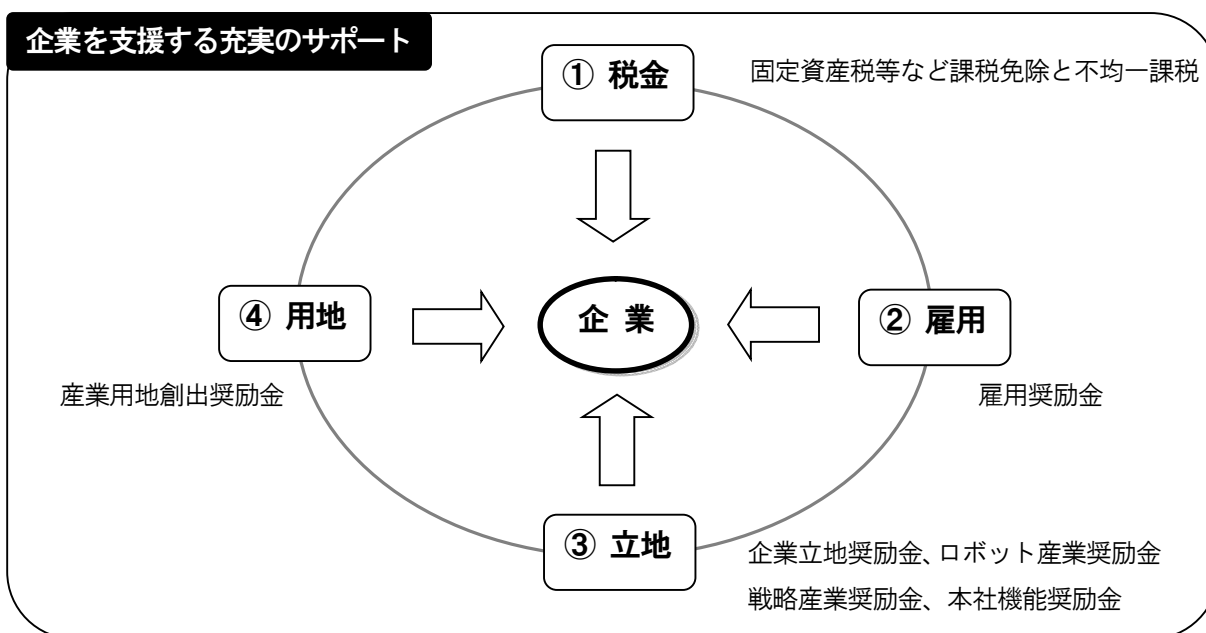 企業を支援する充実のサポート
① 税金
固定資産税等など課税免除と不均一課税
④ 用地
企 業
② 雇用
産業用地創出奨励金
雇用奨励金
③ 立地
企業立地奨励金、ロボット産業奨励金
戦略産業奨励金、本社機能奨励金